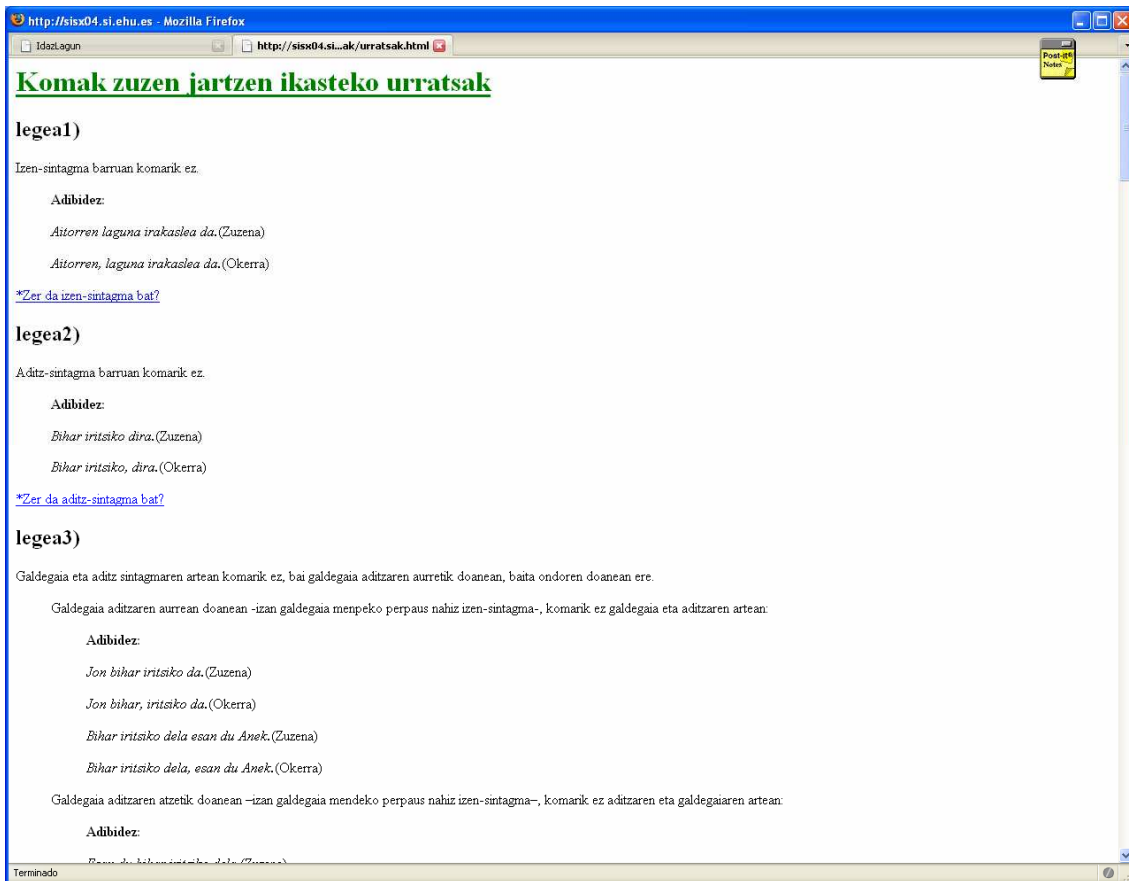 http://sisx04.si.ehu.es - Mozilla Firefox
IdazLagun
http://sisx04.si...ak/urratsak.html
Post-it®
Notes
Komak zuzen jartzen ikasteko urratsak
legea1)
Izen-sintagma barruan komarik ez.
Adibidez:
Aitorren laguna irakaslea da.(Zuzena)
Aitorren, laguna irakaslea da.(Okerra)
*Zer da izen-sintagma bat?
legea2)
Aditz-sintagma barruan komarik ez.
Adibidez:
Bihar iritsiko dira.(Zuzena)
Bihar iritsiko, dira.(Okerra)
*Zer da aditz-sintagma bat?
legea3)
Galdegaia eta aditz sintagmaren artean komarik ez, bai galdegaia aditzaren aurretik doanean, baita ondoren doanean ere.
Galdegaia aditzaren aurrean doanean -izan galdegaia menpeko perpaus nahiz izen-sintagma-, komarik ez galdegaia eta aditzaren artean:
Adibidez:
Jon bihar iritsiko da.(Zuzena)
Jon bihar, iritsiko da.(Okerra)
Bihar iritsiko dela esan du Anek.(Zuzena)
Bihar iritsiko dela, esan du Anek.(Okerra)
Galdegaia aditzaren atzetik doanean –izan galdegaia mendeko perpaus nahiz izen-sintagma–, komarik ez aditzaren eta galdegaiaren artean:
Adibidez:
Esan du bihar iritsiko dela.(Zuzena)
Terminado